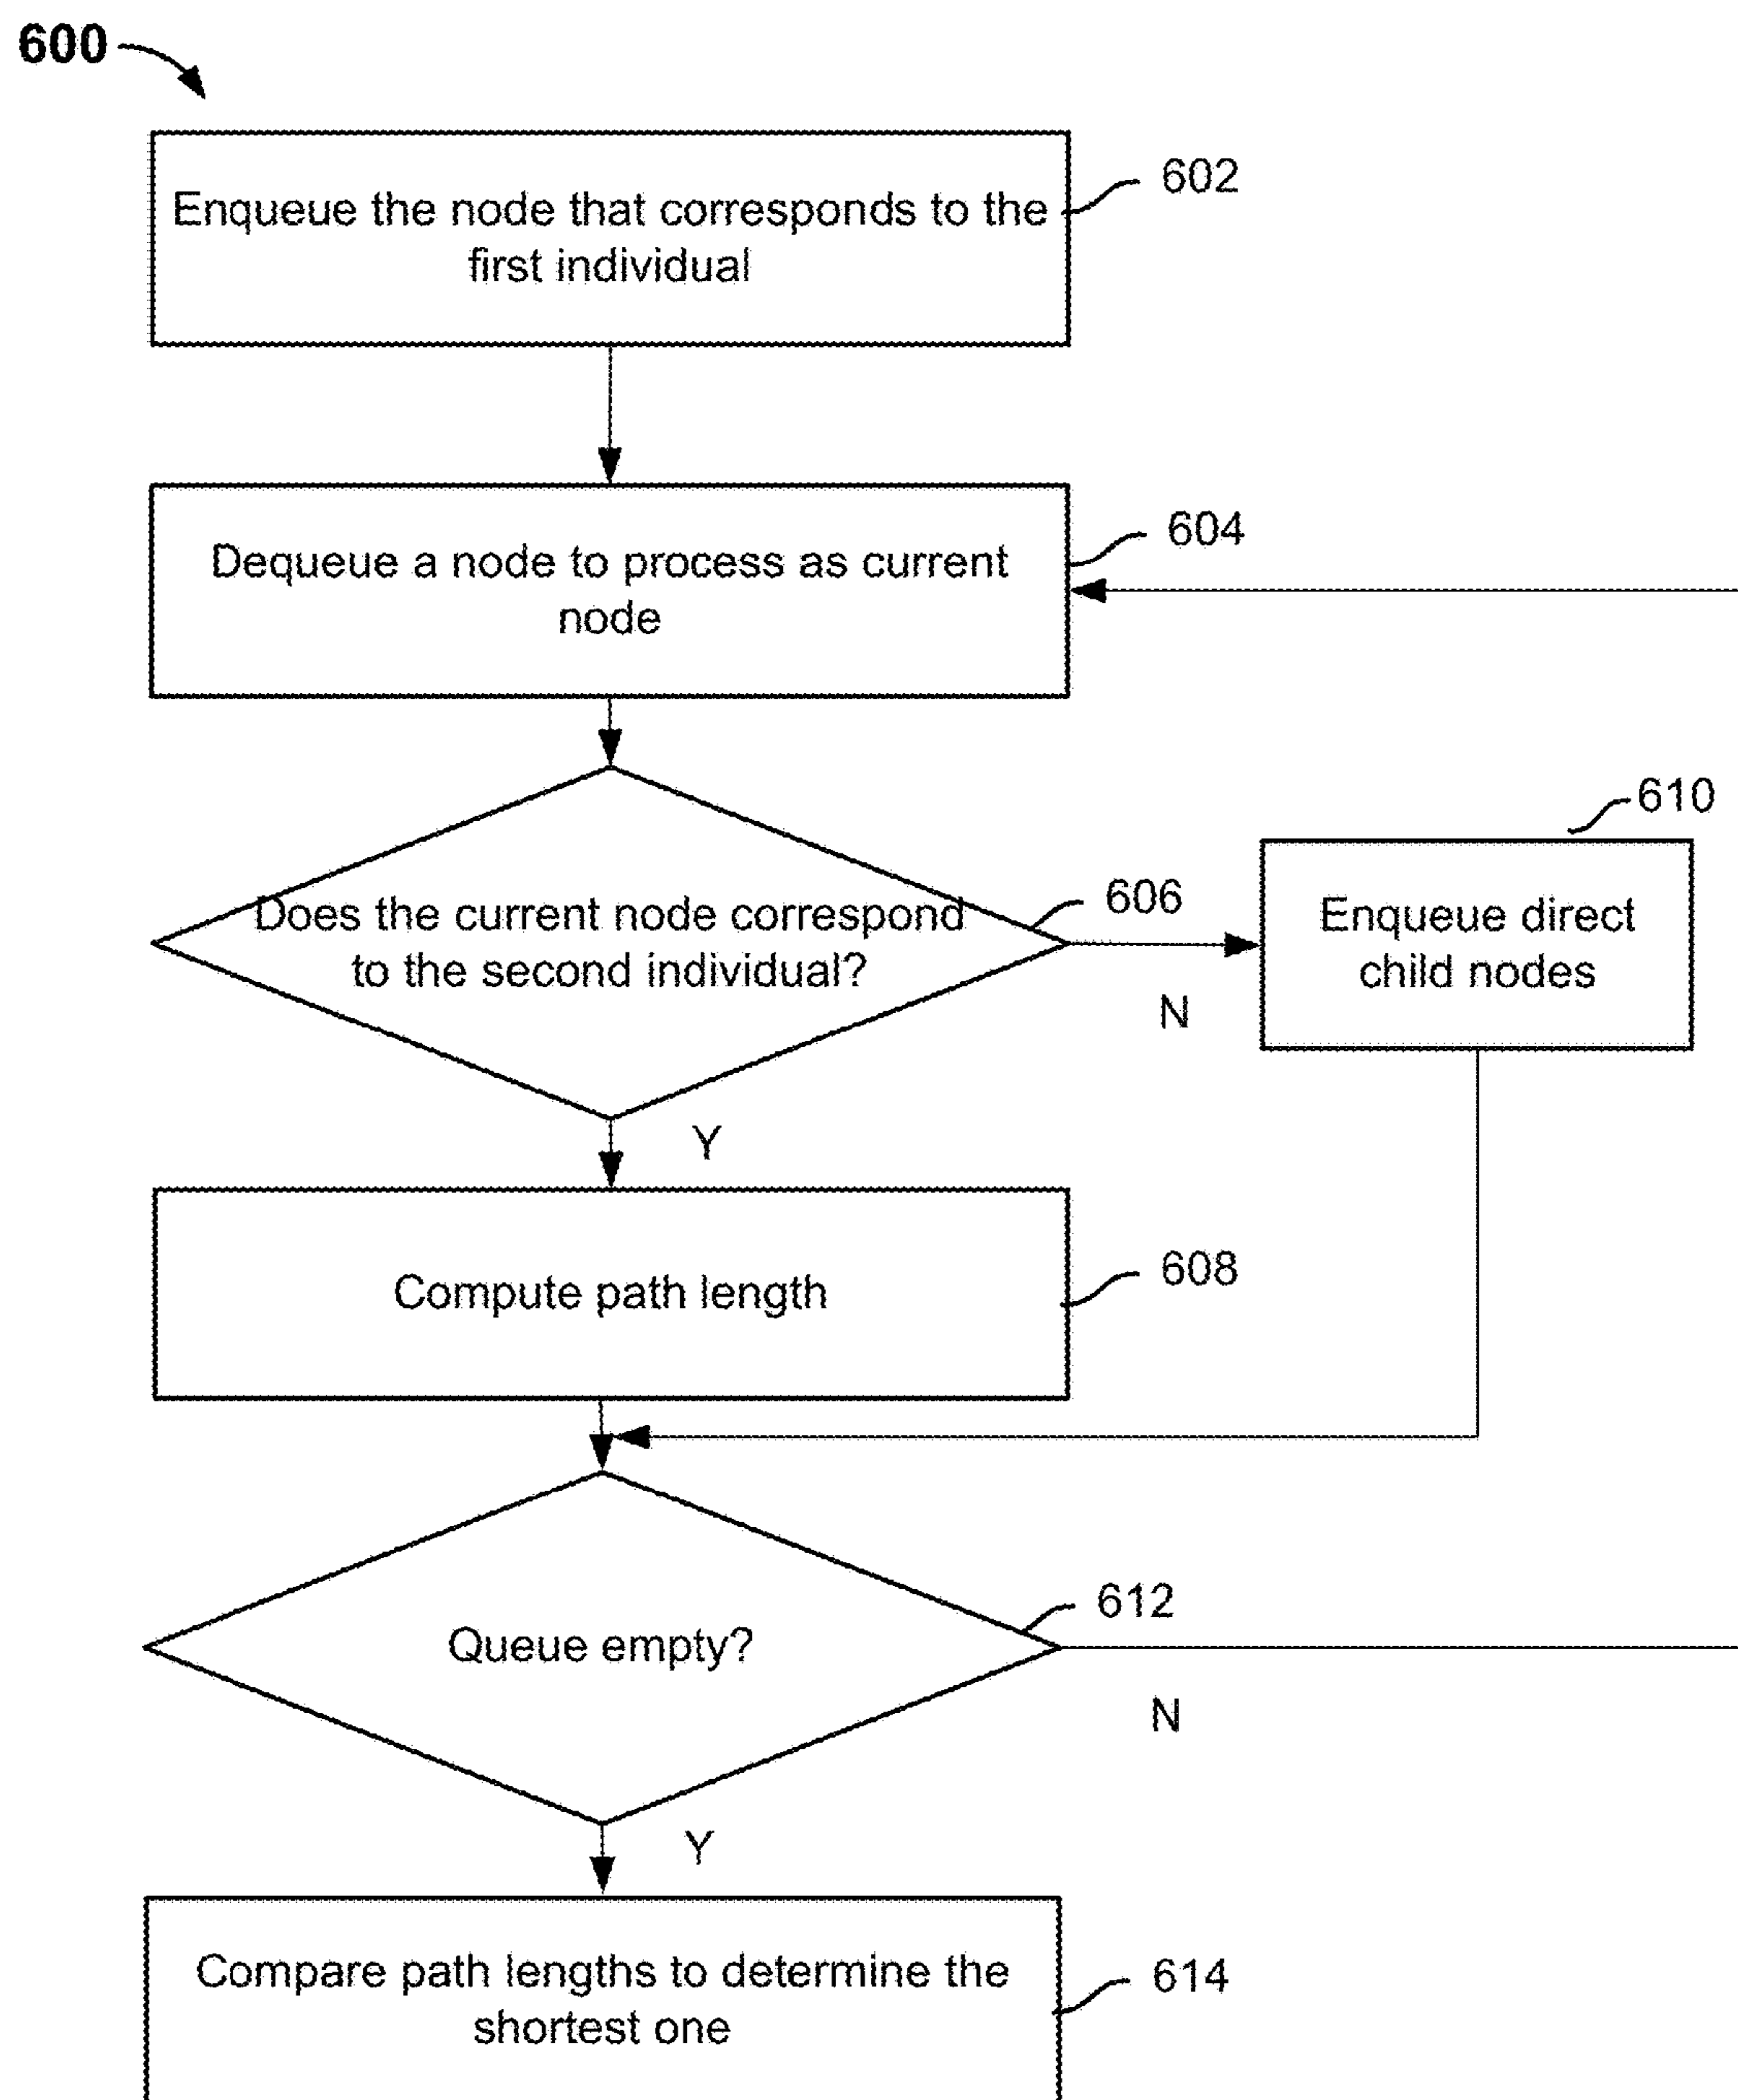 600
Enqueue the node that corresponds to the
first individual
602
Dequeue a node to process as current
node
604
Does the current node correspond
to the second individual?
606
N
610
Enqueue direct
child nodes
Y
Compute path length
608
Queue empty?
612
N
Y
Compare path lengths to determine the
shortest one
614